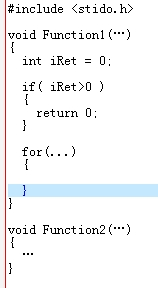 #include <stido.h>
void Function1(…)
{
int iRet = 0;
if( iRet>0 )
{
return 0;
}
for(...)
{
}
}
void Function2(…)
{
…
}